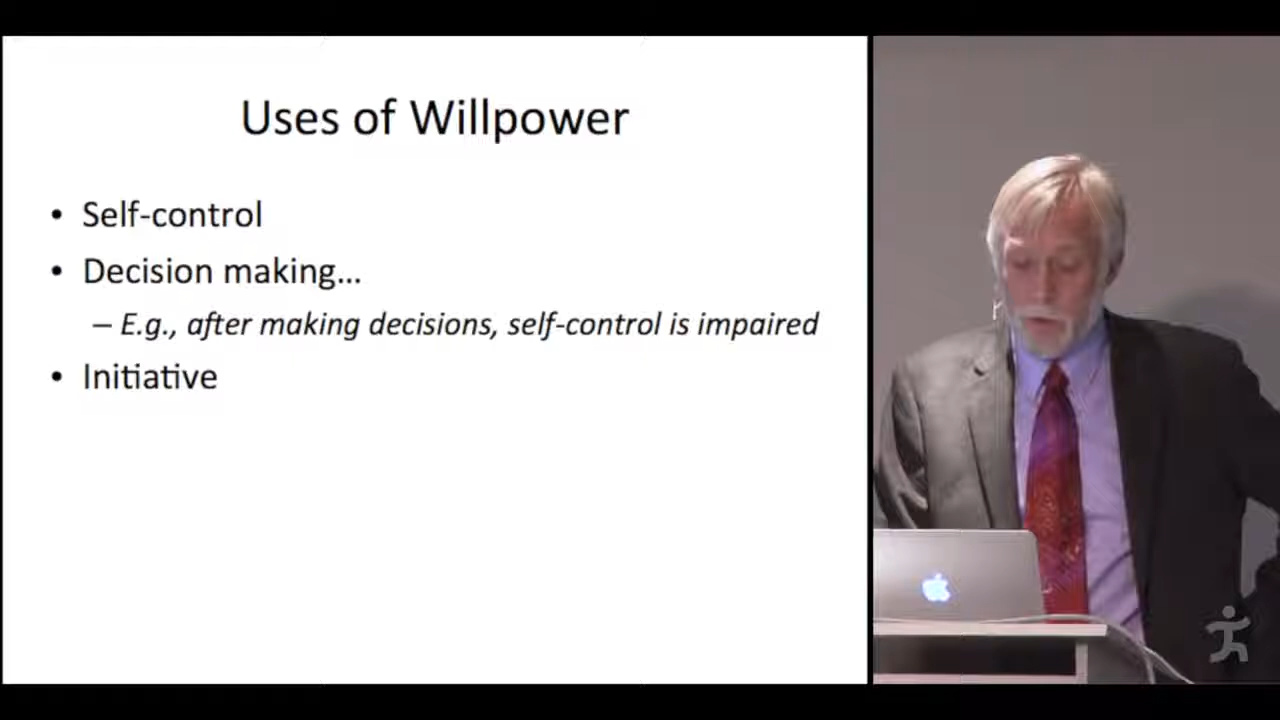 Uses of Willpower
• Self-control
• Decision making...
– E.g., after making decisions, self-control is impaired
• Initiative